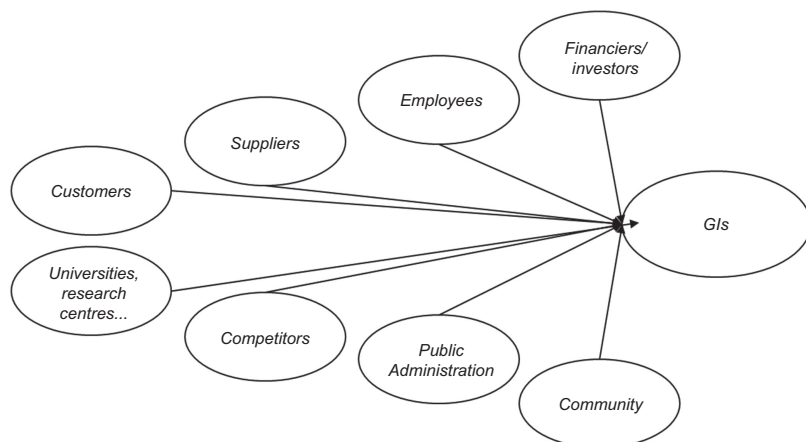 Financiers/
investors
Employees
Suppliers
Customers
GIs
Universities,
research
centres...
Competitors
Public
Administration
Community